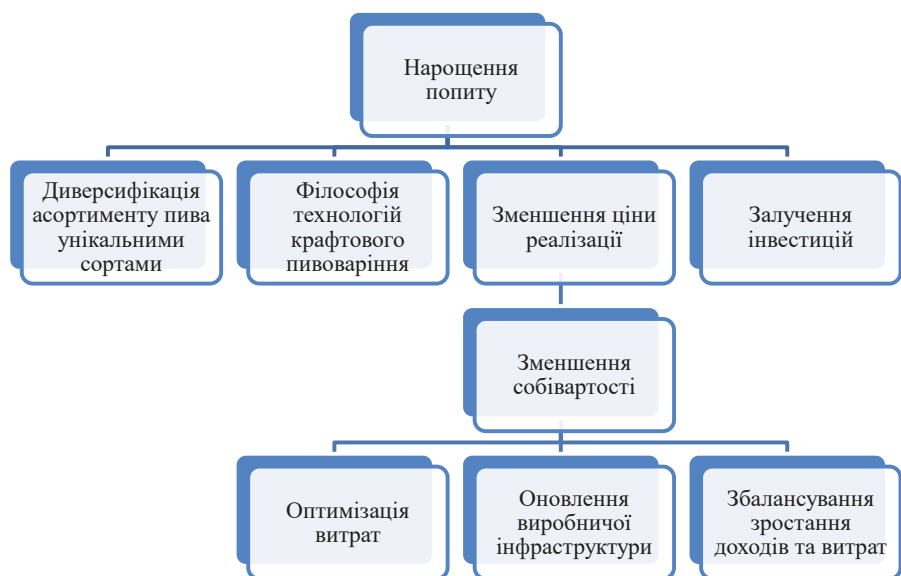 Нарощення
попиту
Диверсифікація
асортименту пива
унікальними
сортами
Філософія
технологій
крафтового
пивоваріння
Зменшення ціни
реалізації
Залучення
інвестицій
Зменшення
собівартості
Оптимізація
витрат
Оновлення
виробничої
інфраструктури
Збалансування
зростання
доходів та витрат